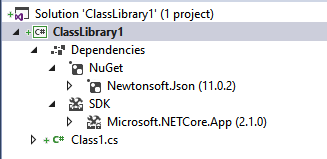 Solution 'ClassLibrary1' (1 project)
C# ClassLibrary1
Dependencies
NuGet
Newtonsoft.Json (11.0.2)
SDK
Microsoft.NETCore.App (2.1.0)
C# Class1.cs